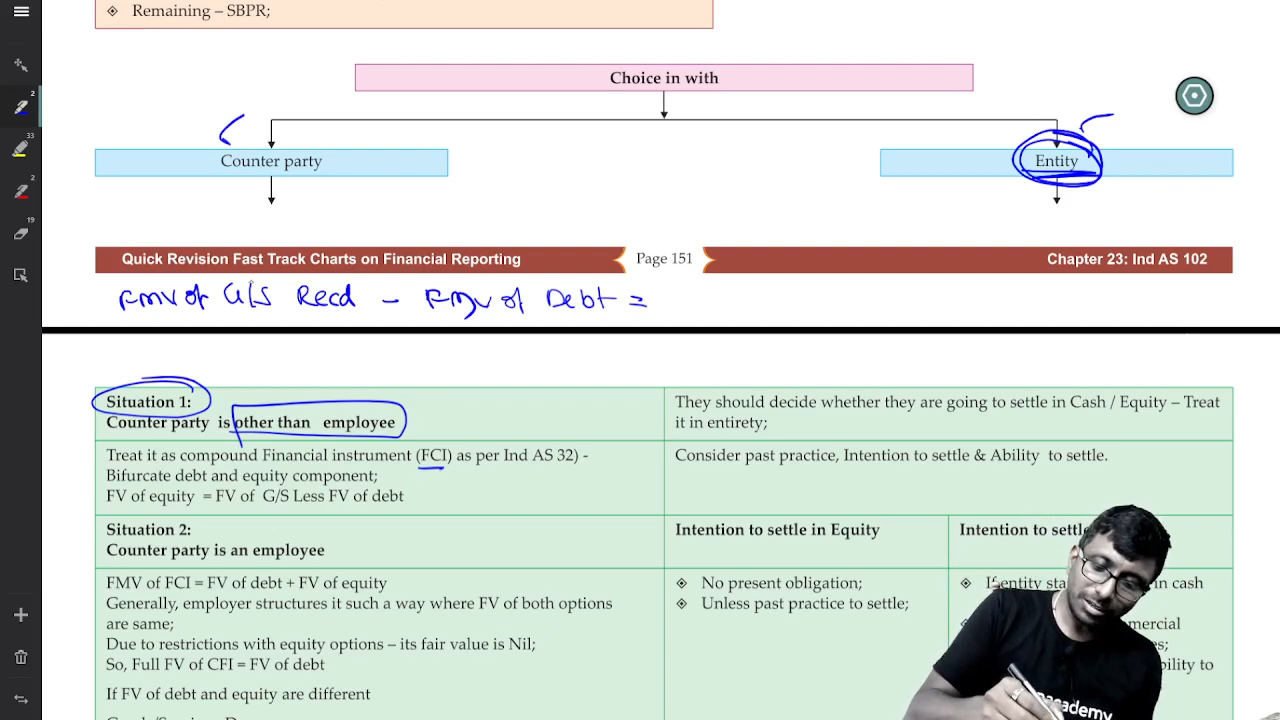 ❖ Remaining – SBPR;
Choice in with
Counter party
Entity
Quick Revision Fast Track Charts on Financial Reporting
Page 151
Chapter 23: Ind AS 102
FMV of G/S Recd – FMV of Debt =
Situation 1:
Counter party is other than employee
They should decide whether they are going to settle in Cash / Equity – Treat
it in entirety;
Treat it as compound Financial instrument (FCI) as per Ind AS 32) -
Bifurcate debt and equity component;
FV of equity = FV of G/S Less FV of debt
Consider past practice, Intention to settle & Ability to settle.
Situation 2:
Counter party is an employee
Intention to settle in Equity
Intention to settle
FMV of FCI = FV of debt + FV of equity
Generally, employer structures it such a way where FV of both options
are same;
Due to restrictions with equity options – its fair value is Nil;
So, Full FV of CFI = FV of debt
If FV of debt and equity are different
❖ No present obligation;
❖ Unless past practice to settle;
❖ If entity in cash
2
33
2
19